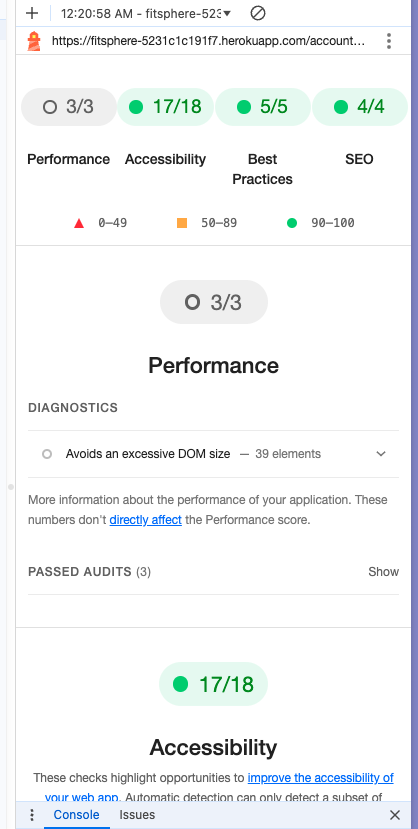 12:20:58 AM - fitsphere-523
https://fitsphere-5231c1c191f7.herokuapp.com/account...
3/3 17/18 5/5 4/4
Performance Accessibility Best Practices SEO
0–49 50–89 90–100
3/3
Performance
DIAGNOSTICS
Avoids an excessive DOM size — 39 elements
More information about the performance of your application. These
numbers don't directly affect the Performance score.
PASSED AUDITS (3) Show
17/18
Accessibility
These checks highlight opportunities to improve the accessibility of
your web app. Automatic detection can only detect a subset of
Console Issues